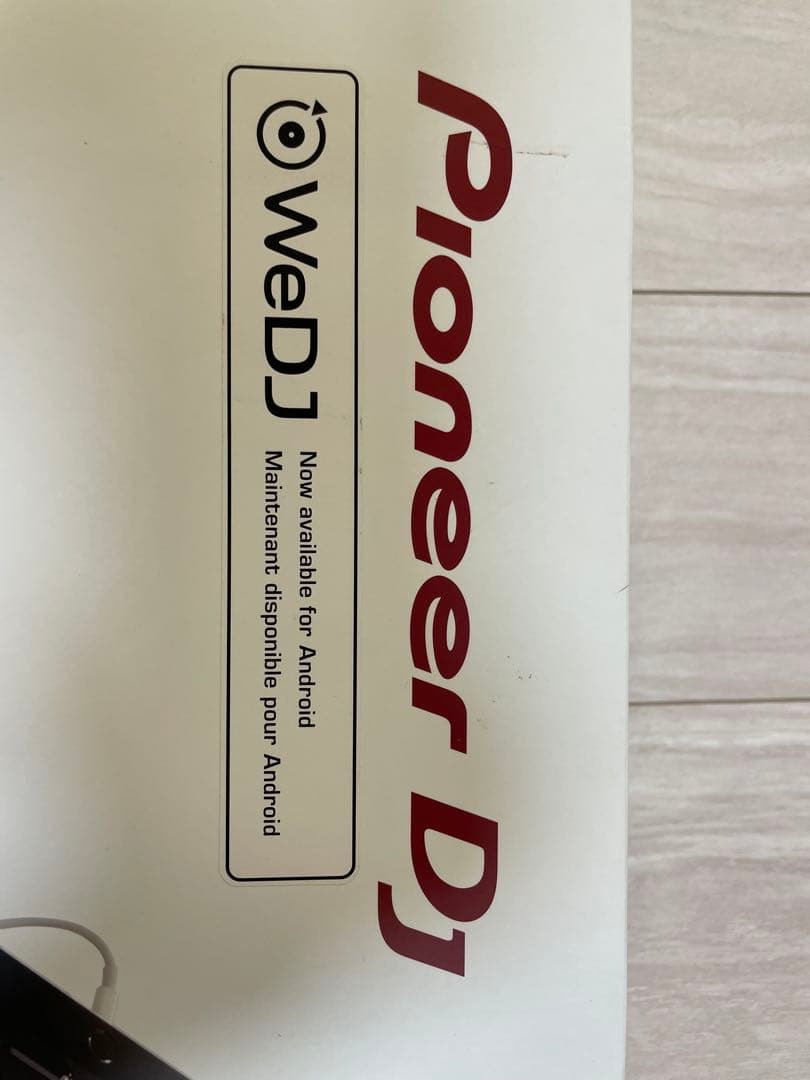 Pioneer DJ
WeDJ
Now available for Android
Maintenant disponible pour Android